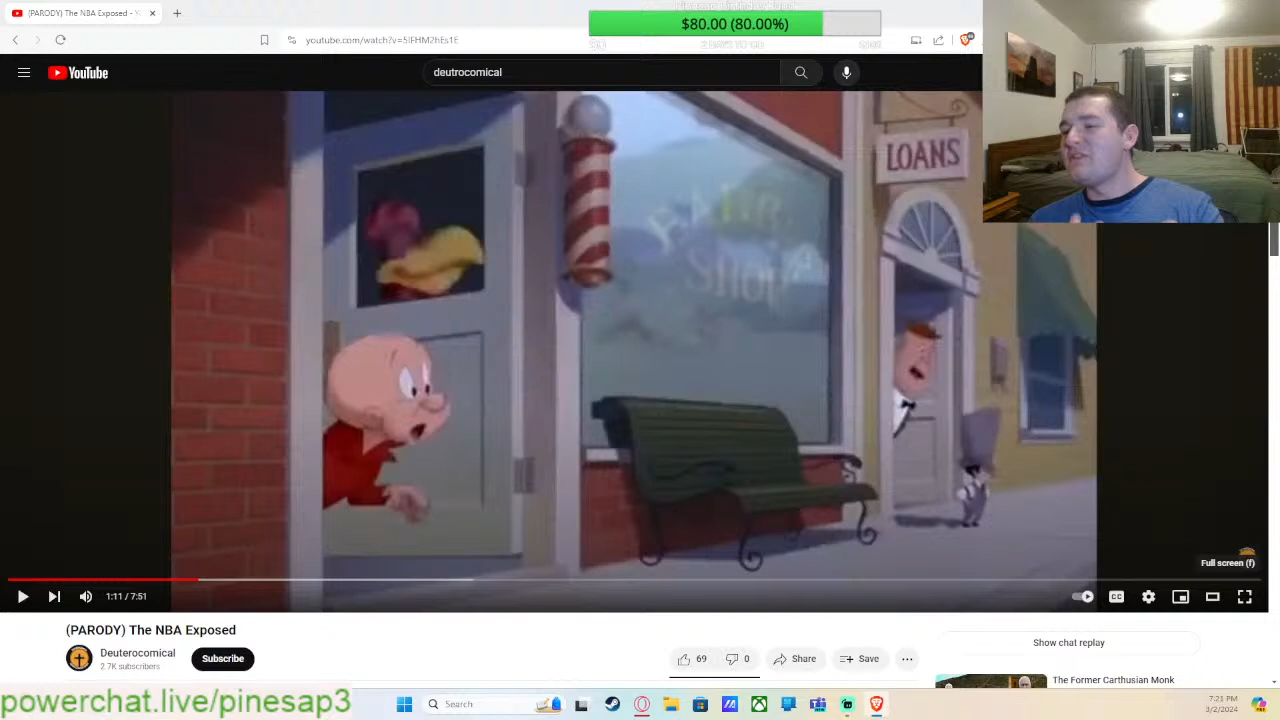 (PARODY) The NBA Exposed - Y
$80.00 (80.00%)
youtube.com/watch?v=5IFHM2hEs1E
YouTube
deutrocomical
LOANS
SHOP
Full screen (f)
1:11 / 7:51
CC
(PARODY) The NBA Exposed
Deuterocomical
2.7K subscribers
Subscribe
69
0
Share
Save
Show chat replay
The Former Carthusian Monk
powerchat.live/pinesap3
Search
7:21 PM
3/2/2024